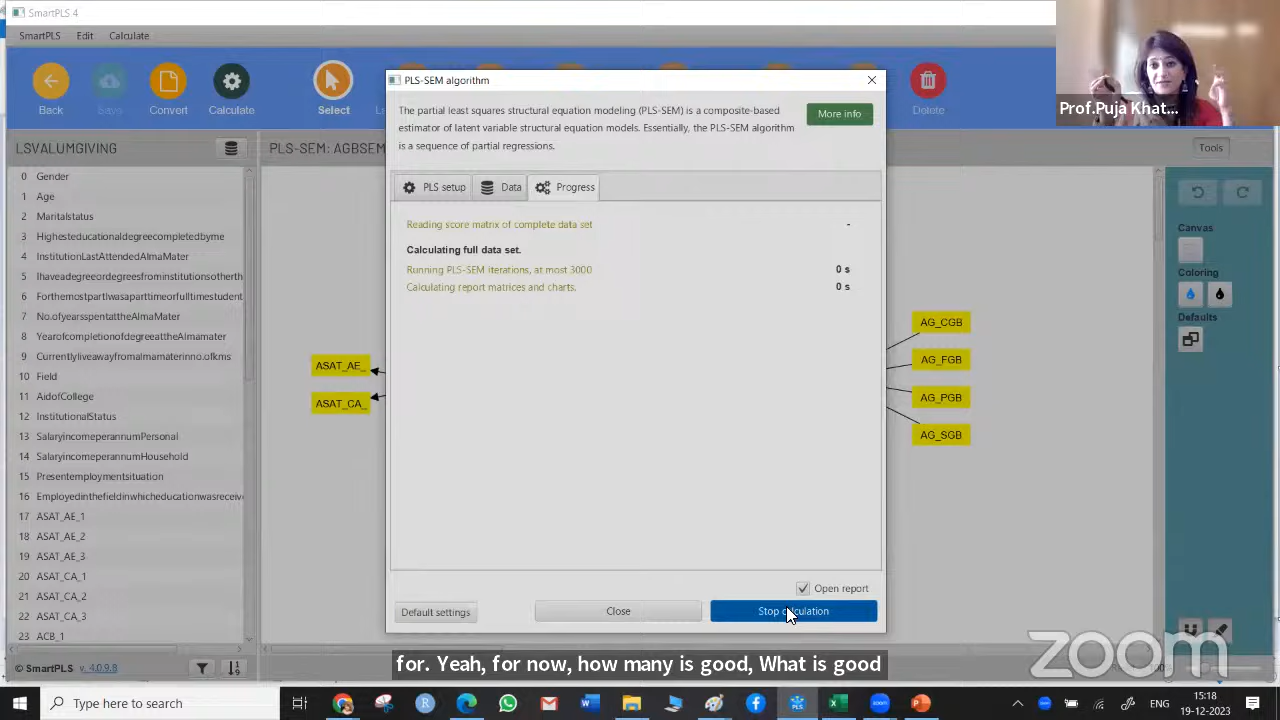 SmartPLS 4
SmartPLS Edit Calculate
Back Save Convert Calculate Select Delete
Prof.Puja Khat...
PLS-SEM algorithm
The partial least squares structural equation modeling (PLS-SEM) is a composite-based
estimator of latent variable structural equation models. Essentially, the PLS-SEM algorithm
is a sequence of partial regressions.
More info
LSVALUMGIVING
PLS-SEM: AGBSEM
Tools
PLS setup Data Progress
0 Gender
1 Age
2 Maritalstatus
3 Highesteducationaldegreecompletedbyme
4 InstitutionLastAttendedAlmaMater
5 Ihaveadegreeordegreesfrominstitutionsotherth
6 ForthemostpartIwasaparttimeorfulltimestudent
7 No.ofyearsspentattheAlmaMater
8 YearofcompletionofdegreeattheAlmamater
9 Currentlyliveawayfromalmamaterinno.ofkms
10 Field
11 AidofCollege
12 InstitutionalStatus
13 SalaryincomeperannumPersonal
14 SalaryincomeperannumHousehold
15 Presentemploymentsituation
16 Employedinthefieldinwhicheducationwasreceive
17 ASAT_AE_1
18 ASAT_AE_2
19 ASAT_AE_3
20 ASAT_CA_1
21 ASAT_CA_2
22 ASAT_CA_3
23 ACB_1
© SmartPLS v. 4.0.9.8
ASAT_AE_
ASAT_CA_
Reading score matrix of complete data set -
Calculating full data set.
Running PLS-SEM iterations, at most 3000 0 s
Calculating report matrices and charts. 0 s
Open report
Default settings Close Stop calculation
AG_CGB
AG_FGB
AG_PGB
AG_SGB
Canvas
Coloring
Defaults
zoom
for. Yeah, for now, how many is good, What is good
Type here to search
ENG
15:18
19-12-2023